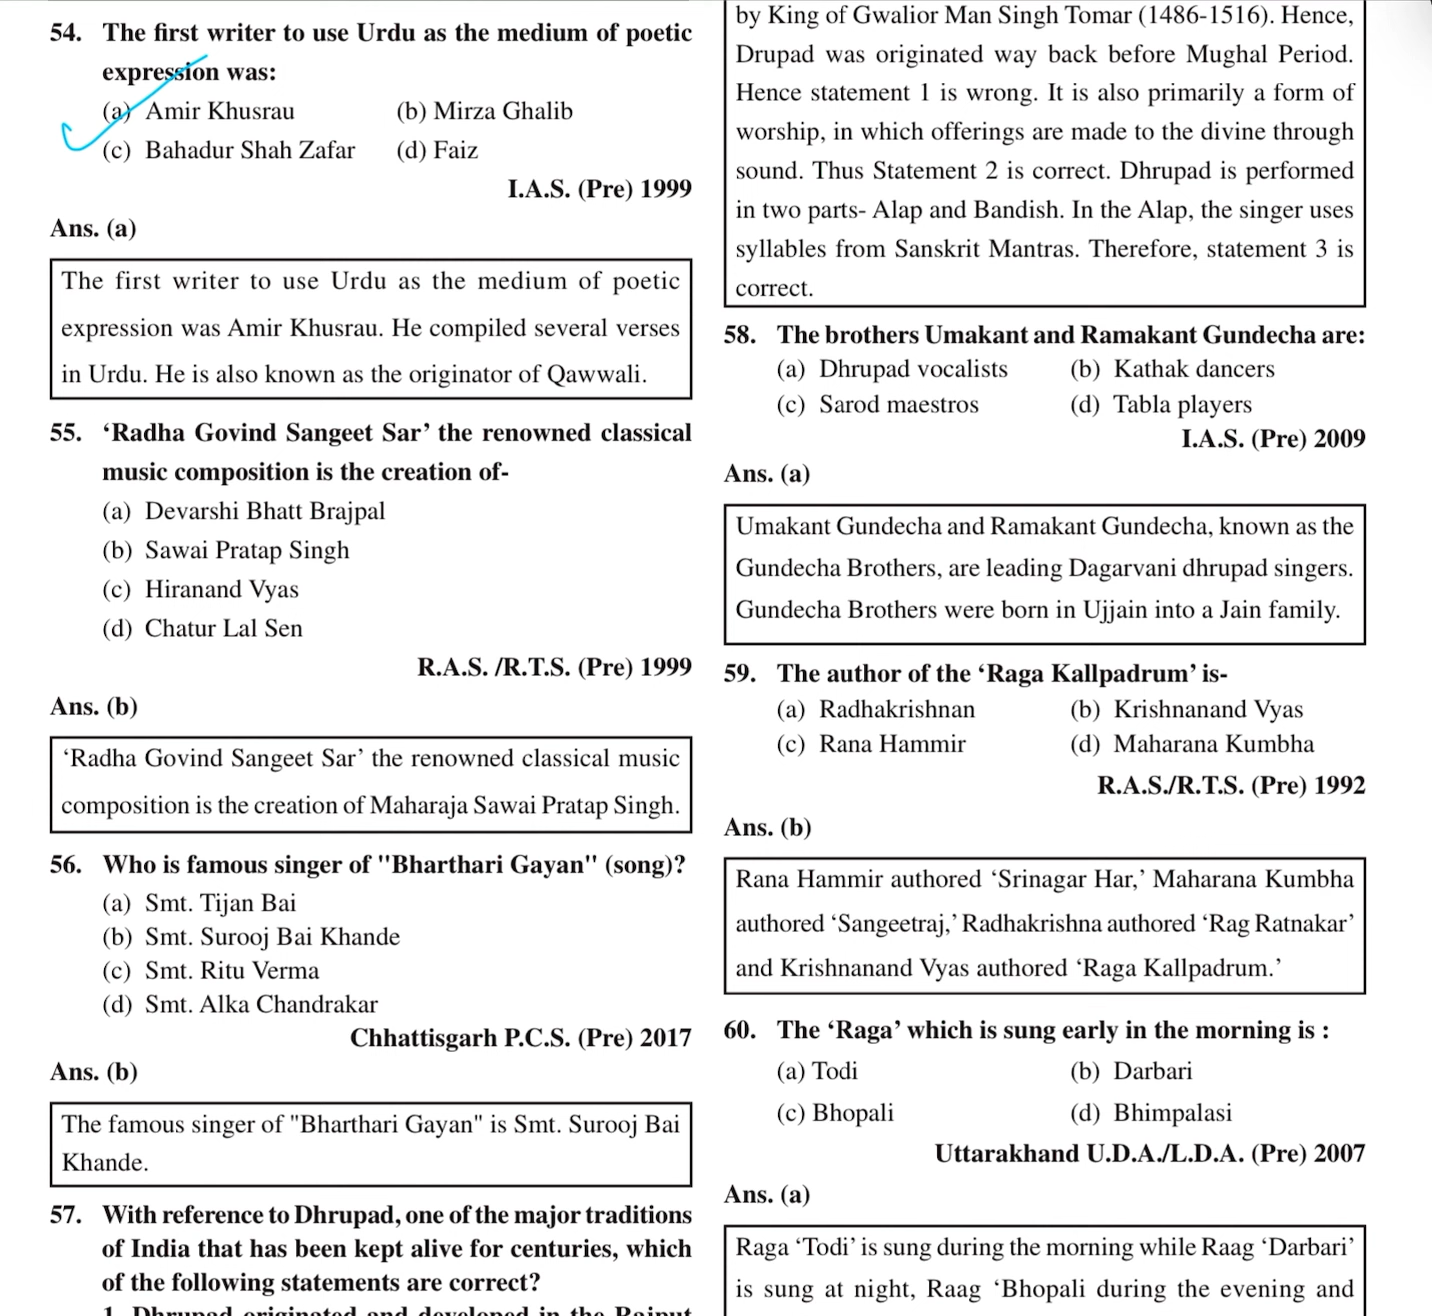 54. The first writer to use Urdu as the medium of poetic
expression was:
(a) Amir Khusrau (b) Mirza Ghalib
(c) Bahadur Shah Zafar (d) Faiz
I.A.S. (Pre) 1999
Ans. (a)
The first writer to use Urdu as the medium of poetic
expression was Amir Khusrau. He compiled several verses
in Urdu. He is also known as the originator of Qawwali.
55. ‘Radha Govind Sangeet Sar’ the renowned classical
music composition is the creation of-
(a) Devarshi Bhatt Brajpal
(b) Sawai Pratap Singh
(c) Hiranand Vyas
(d) Chatur Lal Sen
R.A.S. /R.T.S. (Pre) 1999
Ans. (b)
‘Radha Govind Sangeet Sar’ the renowned classical music
composition is the creation of Maharaja Sawai Pratap Singh.
56. Who is famous singer of "Bharthari Gayan" (song)?
(a) Smt. Tijan Bai
(b) Smt. Surooj Bai Khande
(c) Smt. Ritu Verma
(d) Smt. Alka Chandrakar
Chhattisgarh P.C.S. (Pre) 2017
Ans. (b)
The famous singer of "Bharthari Gayan" is Smt. Surooj Bai
Khande.
57. With reference to Dhrupad, one of the major traditions
of India that has been kept alive for centuries, which
of the following statements are correct?
1. Dhrupad originated and developed in the Rajput
by King of Gwalior Man Singh Tomar (1486-1516). Hence,
Drupad was originated way back before Mughal Period.
Hence statement 1 is wrong. It is also primarily a form of
worship, in which offerings are made to the divine through
sound. Thus Statement 2 is correct. Dhrupad is performed
in two parts- Alap and Bandish. In the Alap, the singer uses
syllables from Sanskrit Mantras. Therefore, statement 3 is
correct.
58. The brothers Umakant and Ramakant Gundecha are:
(a) Dhrupad vocalists (b) Kathak dancers
(c) Sarod maestros (d) Tabla players
I.A.S. (Pre) 2009
Ans. (a)
Umakant Gundecha and Ramakant Gundecha, known as the
Gundecha Brothers, are leading Dagarvani dhrupad singers.
Gundecha Brothers were born in Ujjain into a Jain family.
59. The author of the ‘Raga Kallpadrum’ is-
(a) Radhakrishnan (b) Krishnanand Vyas
(c) Rana Hammir (d) Maharana Kumbha
R.A.S./R.T.S. (Pre) 1992
Ans. (b)
Rana Hammir authored ‘Srinagar Har,’ Maharana Kumbha
authored ‘Sangeetraj,’ Radhakrishna authored ‘Rag Ratnakar’
and Krishnanand Vyas authored ‘Raga Kallpadrum.’
60. The ‘Raga’ which is sung early in the morning is :
(a) Todi (b) Darbari
(c) Bhopali (d) Bhimpalasi
Uttarakhand U.D.A./L.D.A. (Pre) 2007
Ans. (a)
Raga ‘Todi’ is sung during the morning while Raag ‘Darbari’
is sung at night, Raag ‘Bhopali during the evening and